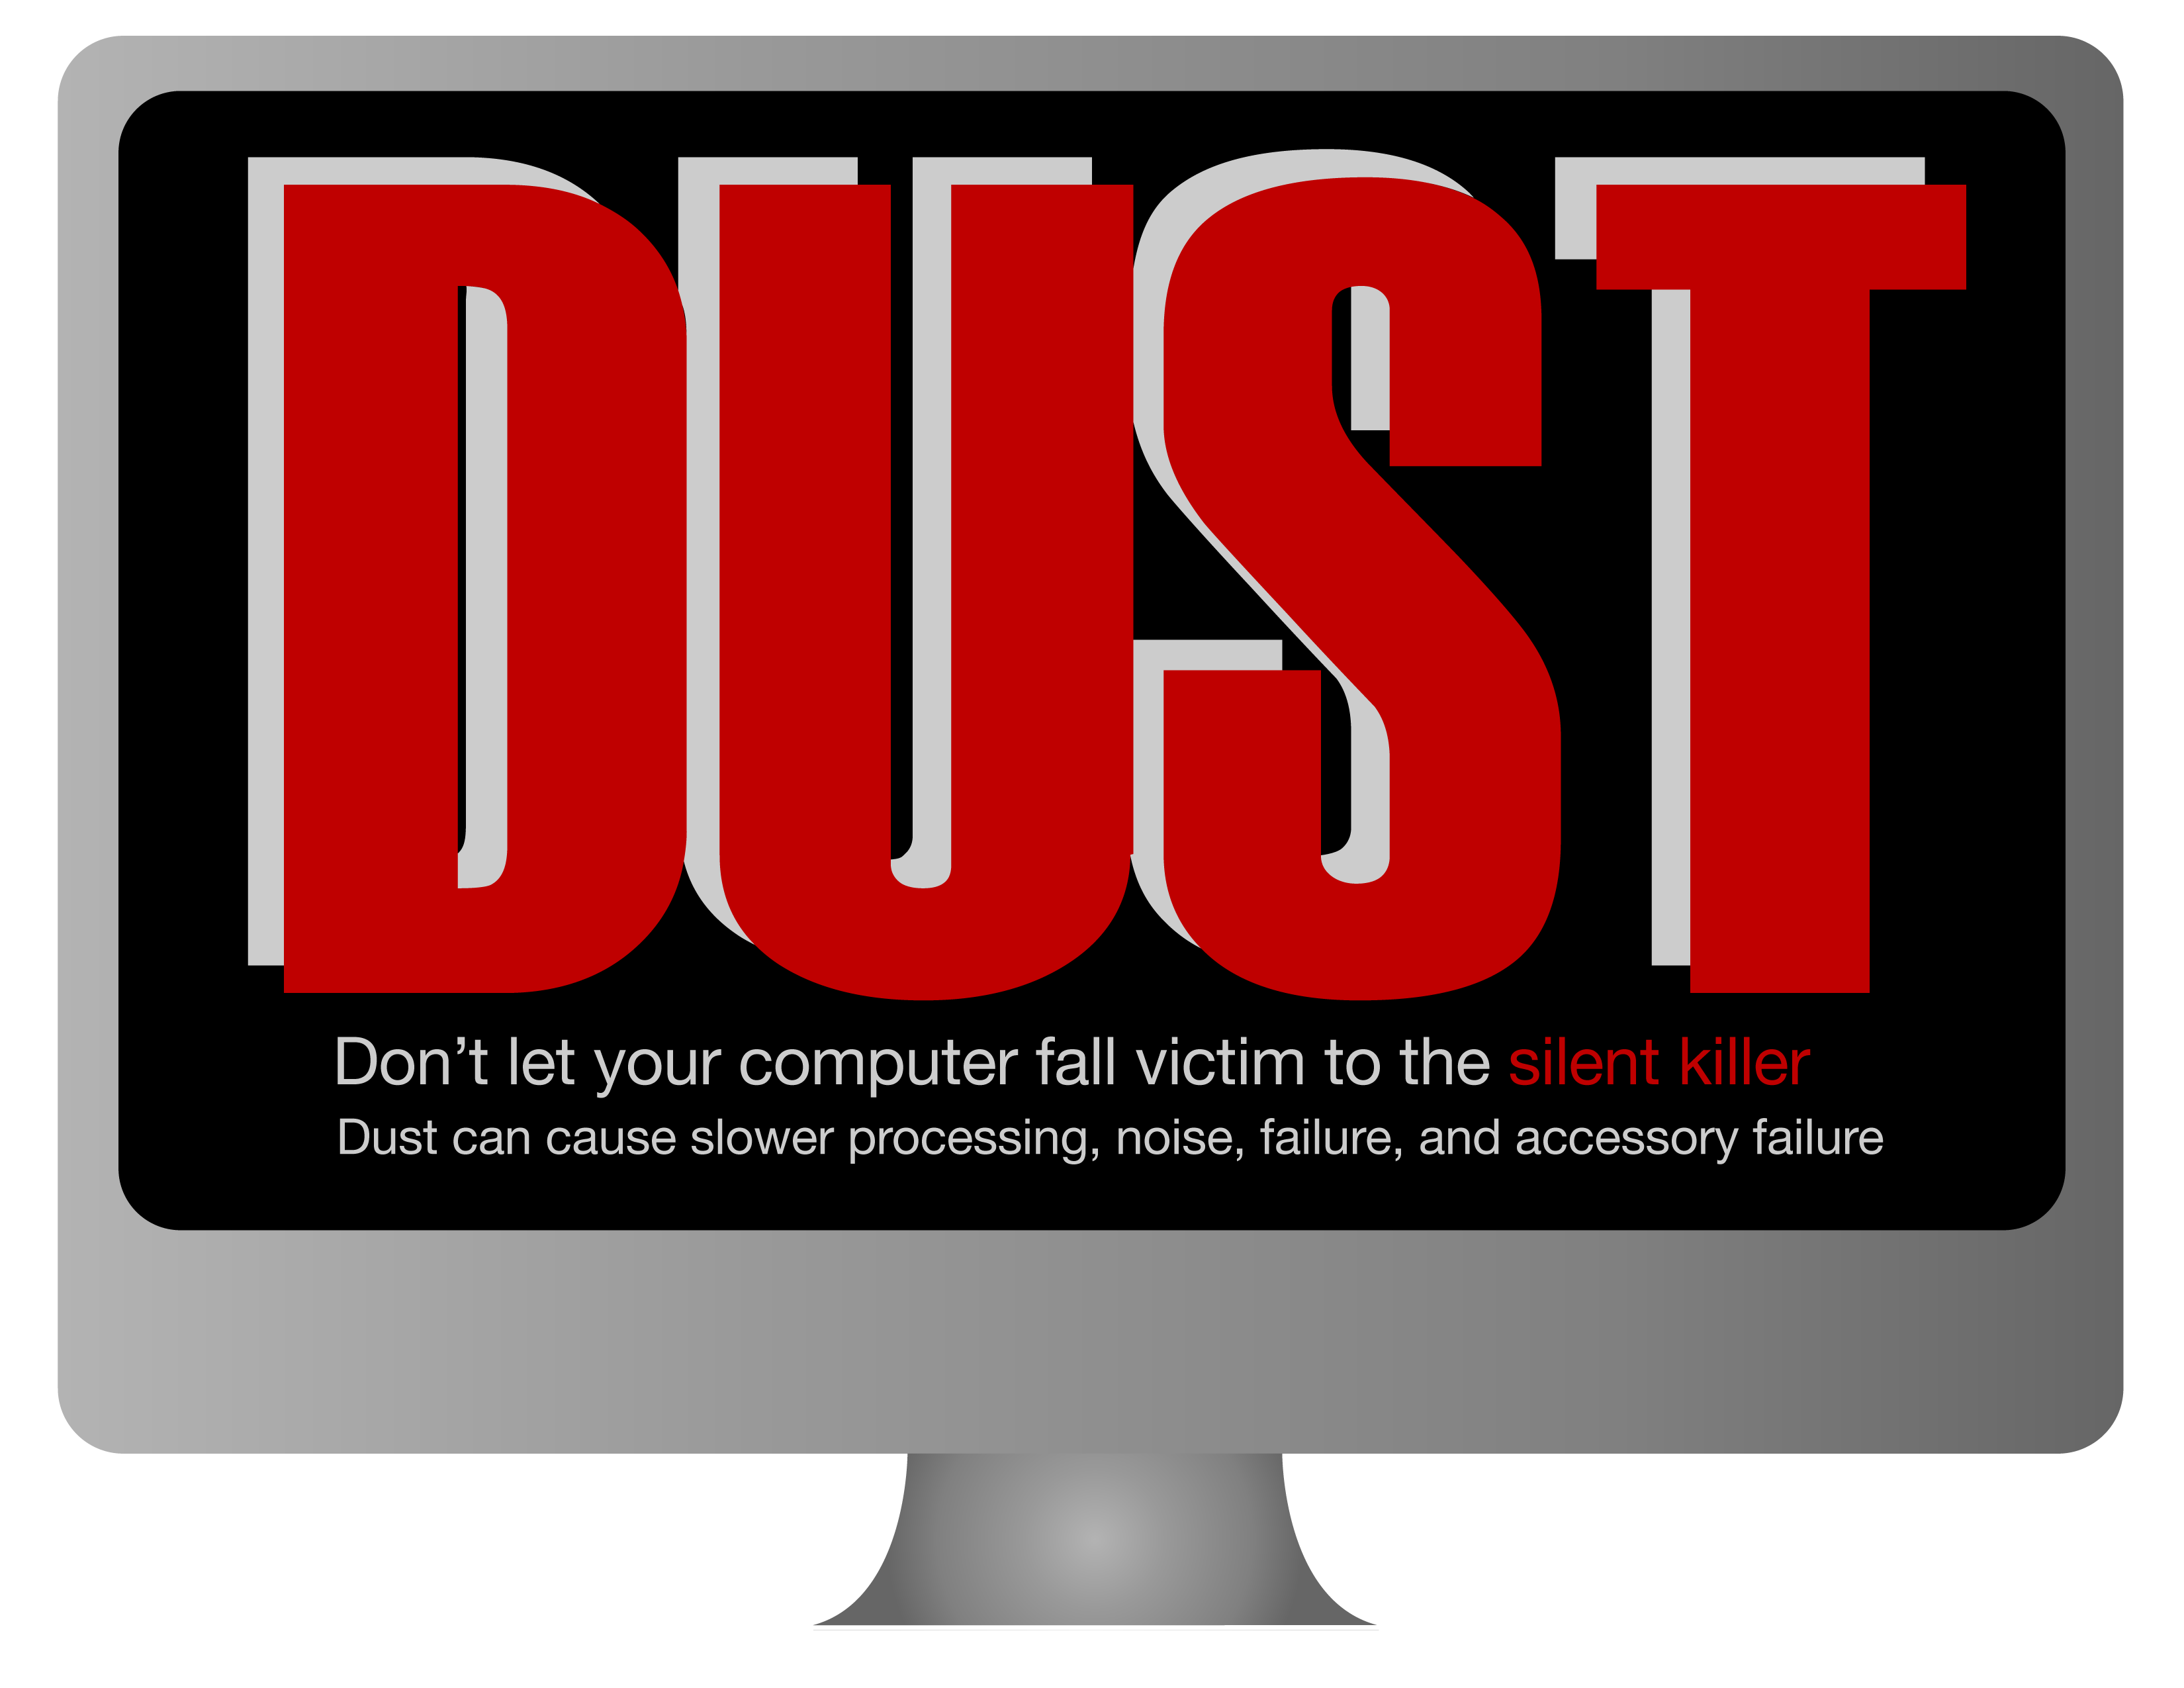 DUST
Don't let your computer fall victim to the silent killer
Dust can cause slower processing, noise, failure, and accessory failure